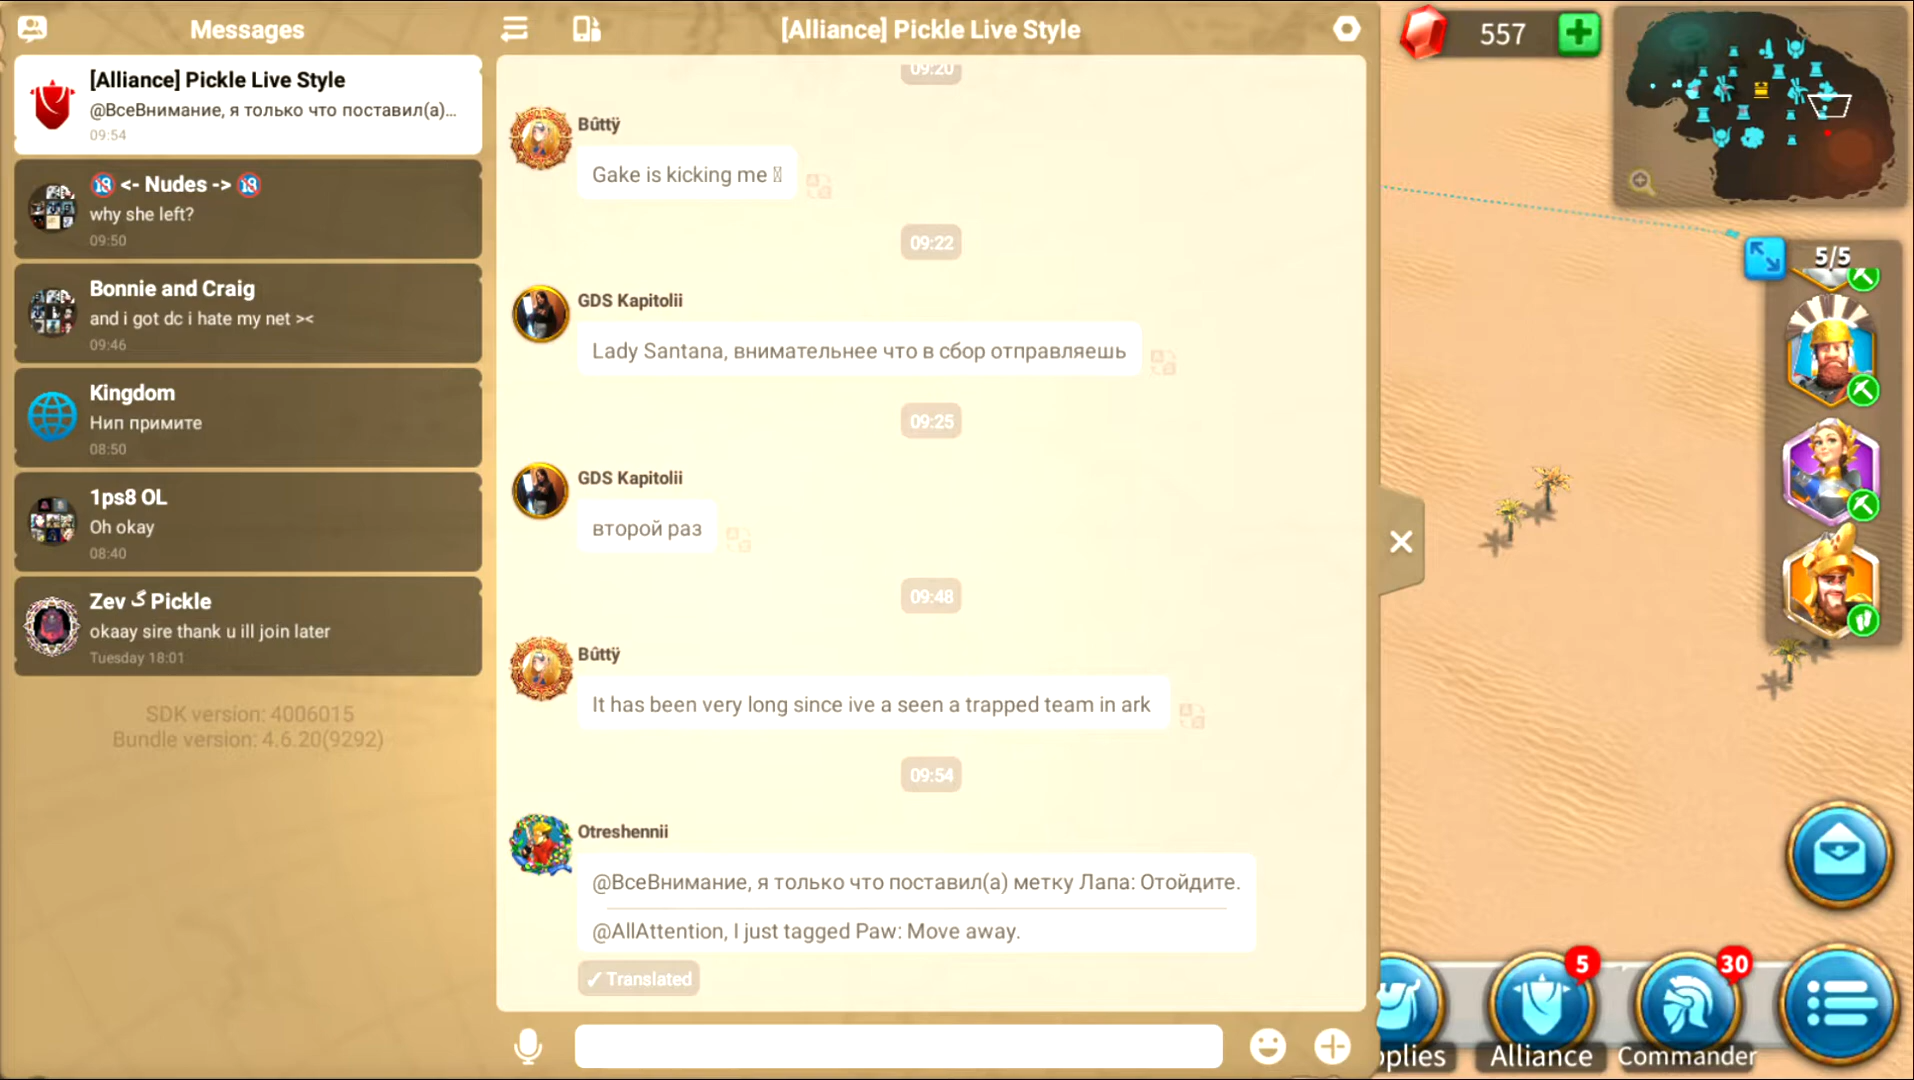 Messages
[Alliance] Pickle Live Style
@ВсеВнимание, я только что поставил(а)...
09:54
🔞 <- Nudes -> 🔞
why she left?
09:50
Bonnie and Craig
and i got dc i hate my net ><
09:46
Kingdom
Нип примите
08:50
1ps8 OL
Oh okay
08:40
Zev گ Pickle
okaay sire thank u ill join later
Tuesday 18:01
SDK version: 4006015
Bundle version: 4.6.20(9292)
[Alliance] Pickle Live Style
09:20
Bûttÿ
Gake is kicking me
09:22
GDS Kapitolii
Lady Santana, внимательнее что в сбор отправляешь
09:25
GDS Kapitolii
второй раз
09:48
Bûttÿ
It has been very long since ive a seen a trapped team in ark
09:54
Otreshennii
@ВсеВнимание, я только что поставил(а) метку Лапа: Отойдите.
@AllAttention, I just tagged Paw: Move away.
✓ Translated
557
5/5
5
30
plies
Alliance
Commander